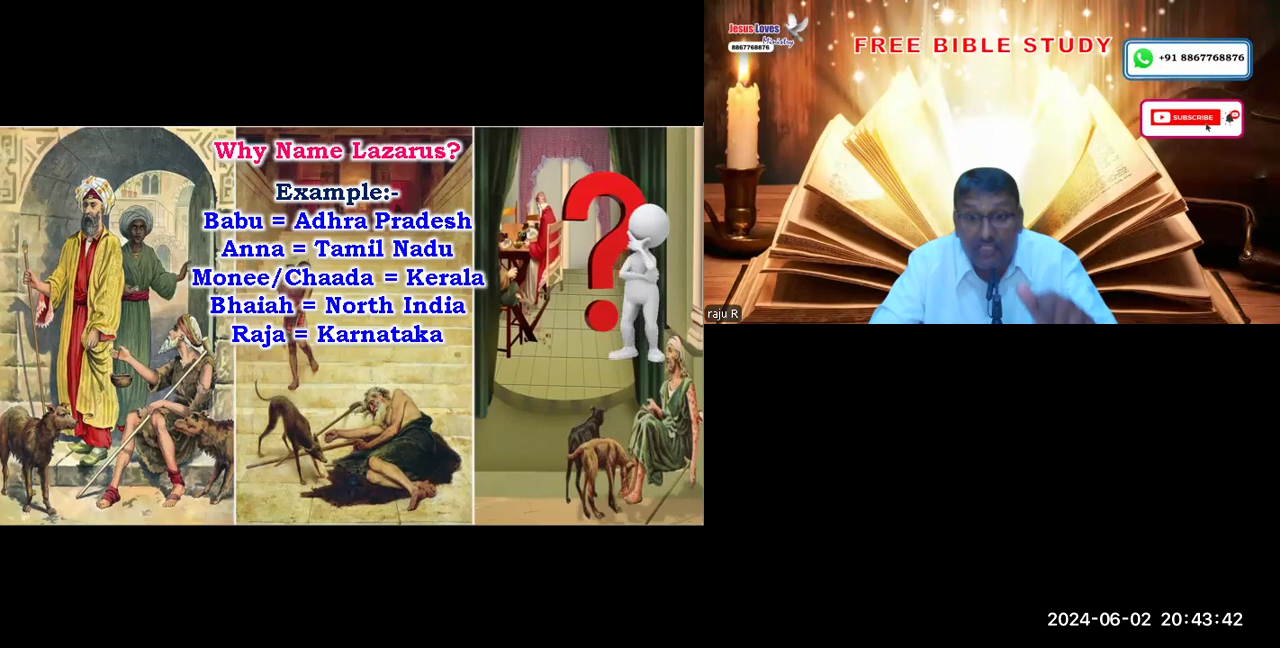 Why Name Lazarus?
Example:-
Babu = Adhra Pradesh
Anna = Tamil Nadu
Monee/Chaada = Kerala
Bhaiah = North India
Raja = Karnataka
Jesus Loves
Ministry
8867768876
FREE BIBLE STUDY
+91 8867768876
SUBSCRIBE
raju R
2024-06-02 20:43:42